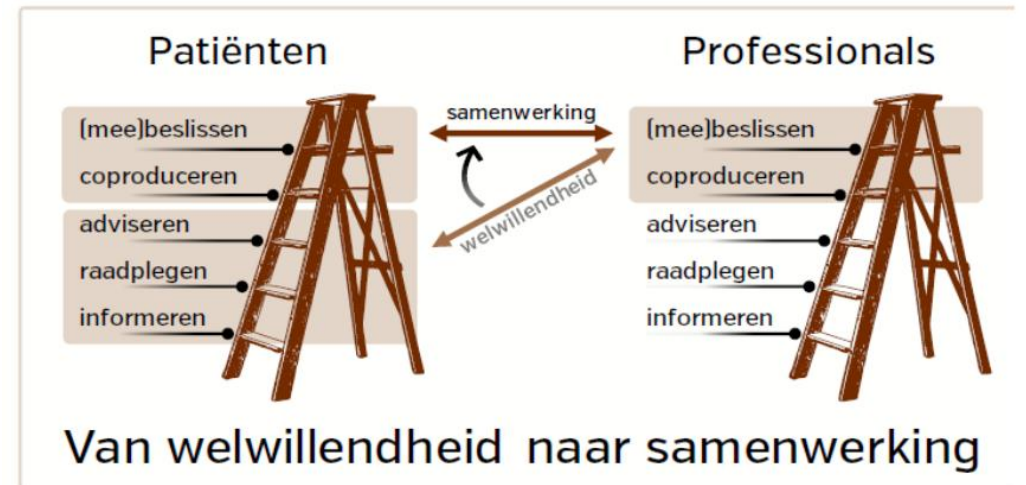 Patiënten
(mee)beslissen
coproduceren
adviseren
raadplegen
informeren
samenwerking
welwillendheid
Professionals
(mee)beslissen
coproduceren
adviseren
raadplegen
informeren
Van welwillendheid naar samenwerking